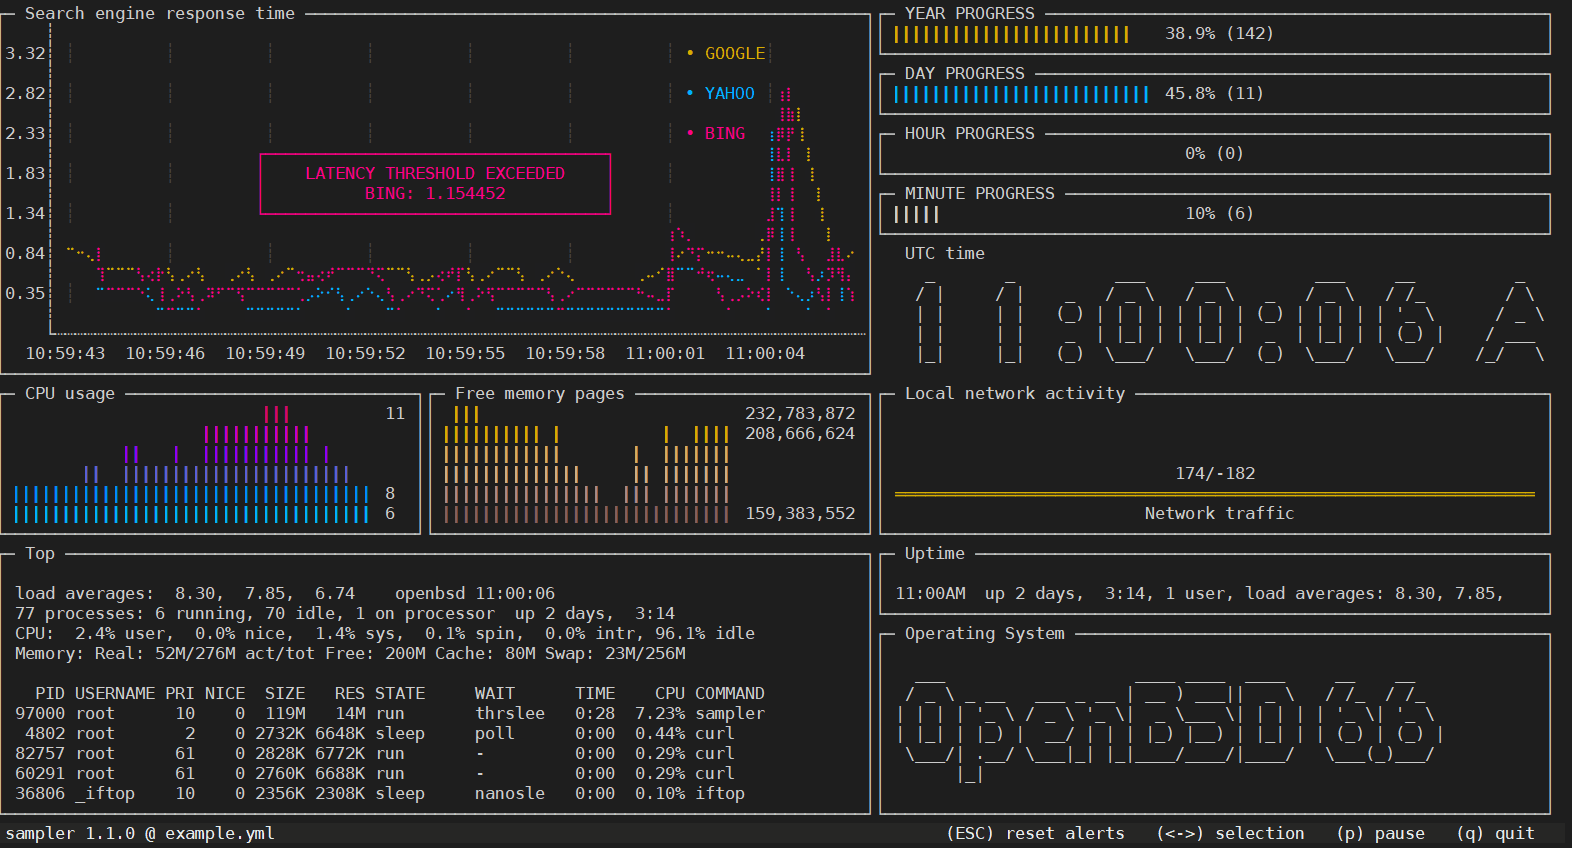 Search engine response time
3.32
2.82
2.33
1.83
1.34
0.84
0.35
• GOOGLE
• YAHOO
• BING
LATENCY THRESHOLD EXCEEDED
BING: 1.154452
10:59:43 10:59:46 10:59:49 10:59:52 10:59:55 10:59:58 11:00:01 11:00:04
YEAR PROGRESS
38.9% (142)
DAY PROGRESS
45.8% (11)
HOUR PROGRESS
0% (0)
MINUTE PROGRESS
10% (6)
UTC time
11:00:06 A
CPU usage
11
8
6
Free memory pages
232,783,872
208,666,624
159,383,552
Local network activity
174/-182
Network traffic
Top
load averages: 8.30, 7.85, 6.74 openbsd 11:00:06
77 processes: 6 running, 70 idle, 1 on processor up 2 days, 3:14
CPU: 2.4% user, 0.0% nice, 1.4% sys, 0.1% spin, 0.0% intr, 96.1% idle
Memory: Real: 52M/276M act/tot Free: 200M Cache: 80M Swap: 23M/256M
PID USERNAME PRI NICE SIZE RES STATE WAIT TIME CPU COMMAND
97000 root 10 0 119M 14M run thrslee 0:28 7.23% sampler
4802 root 2 0 2732K 6648K sleep poll 0:00 0.44% curl
82757 root 61 0 2828K 6772K run - 0:00 0.29% curl
60291 root 61 0 2760K 6688K run - 0:00 0.29% curl
36806 _iftop 10 0 2356K 2308K sleep nanosle 0:00 0.10% iftop
Uptime
11:00AM up 2 days, 3:14, 1 user, load averages: 8.30, 7.85,
Operating System
OpenBSD 6.6
sampler 1.1.0 @ example.yml
(ESC) reset alerts (<->) selection (p) pause (q) quit